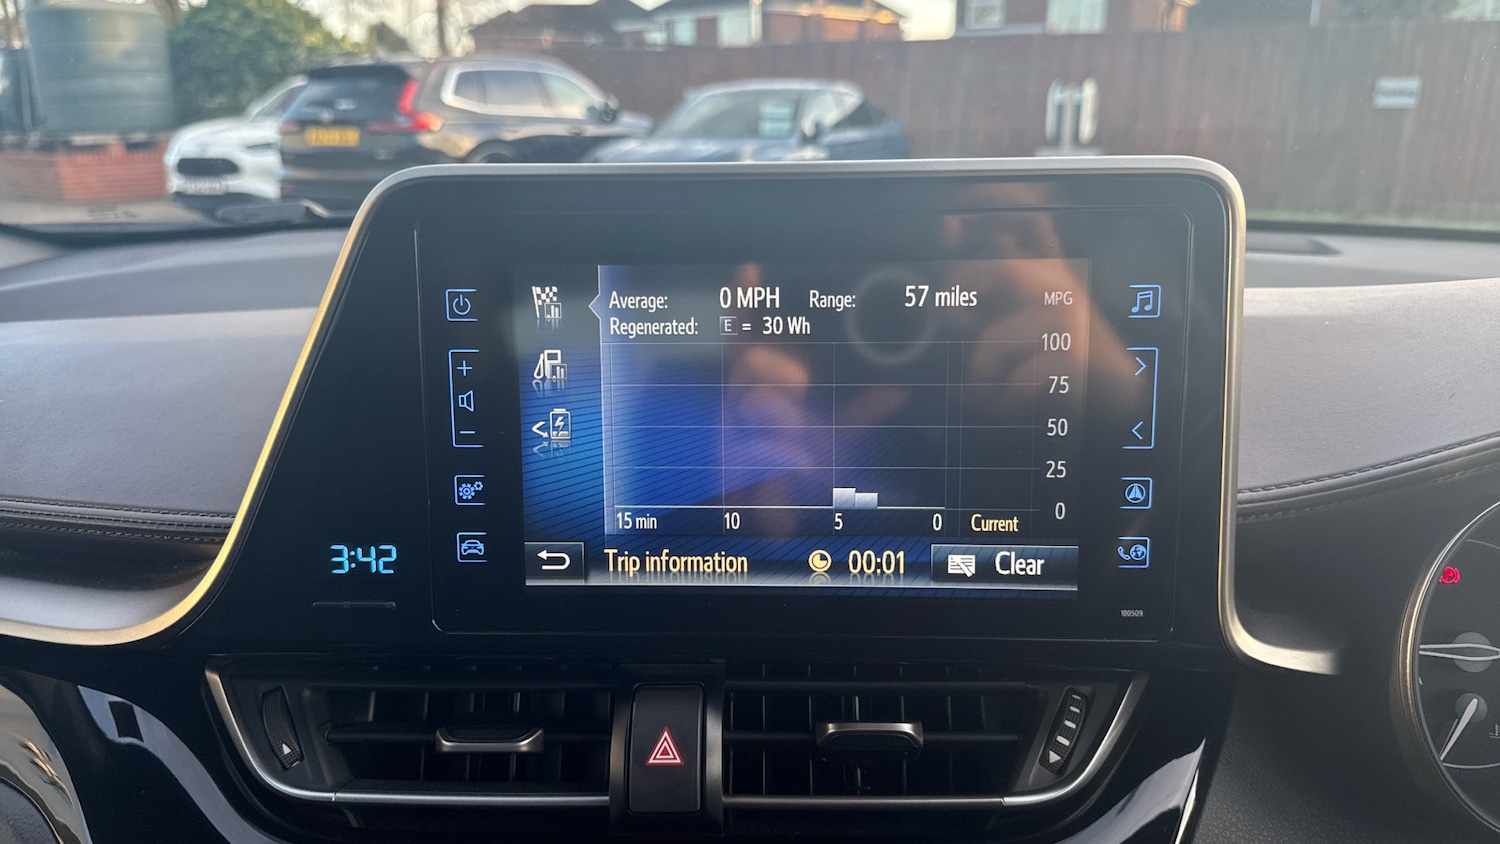 Average: 0 MPH Range: 57 miles MPG
Regenerated: E = 30 Wh
100
75
50
25
0
15 min 10 5 0 Current
Trip information 00:01 Clear
3:42
100509